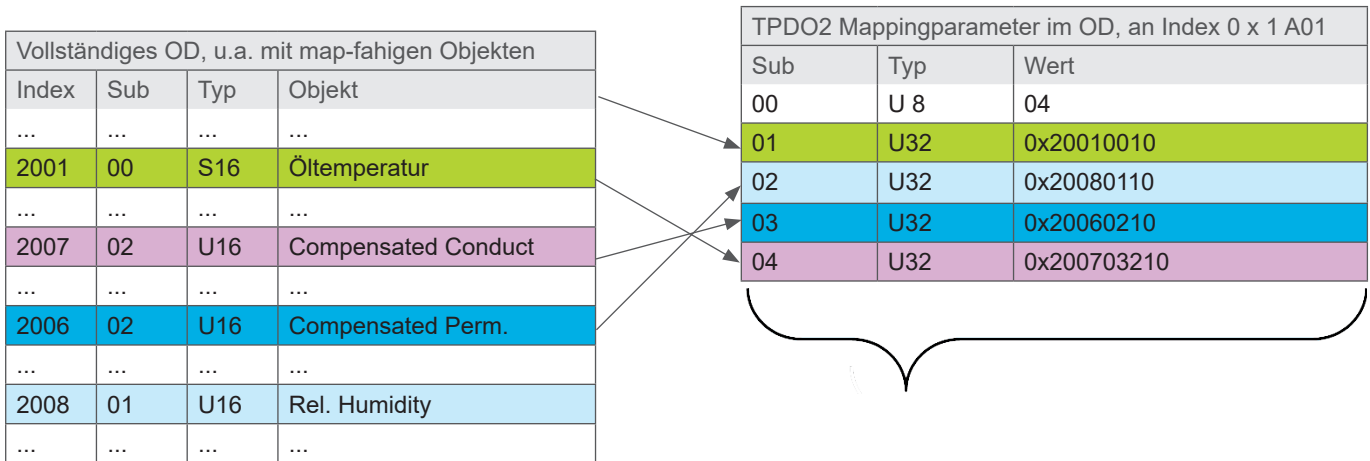 Vollständiges OD, u.a. mit map-fahigen Objekten
Index Sub Typ Objekt
... ... ... ...
2001 00 S16 Öltemperatur
... ... ... ...
2007 02 U16 Compensated Conduct
... ... ... ...
2006 02 U16 Compensated Perm.
... ... ... ...
2008 01 U16 Rel. Humidity
... ... ... ...
TPDO2 Mappingparameter im OD, an Index 0 x 1 A01
Sub Typ Wert
00 U 8 04
01 U32 0x20010010
02 U32 0x20080110
03 U32 0x20060210
04 U32 0x200703210